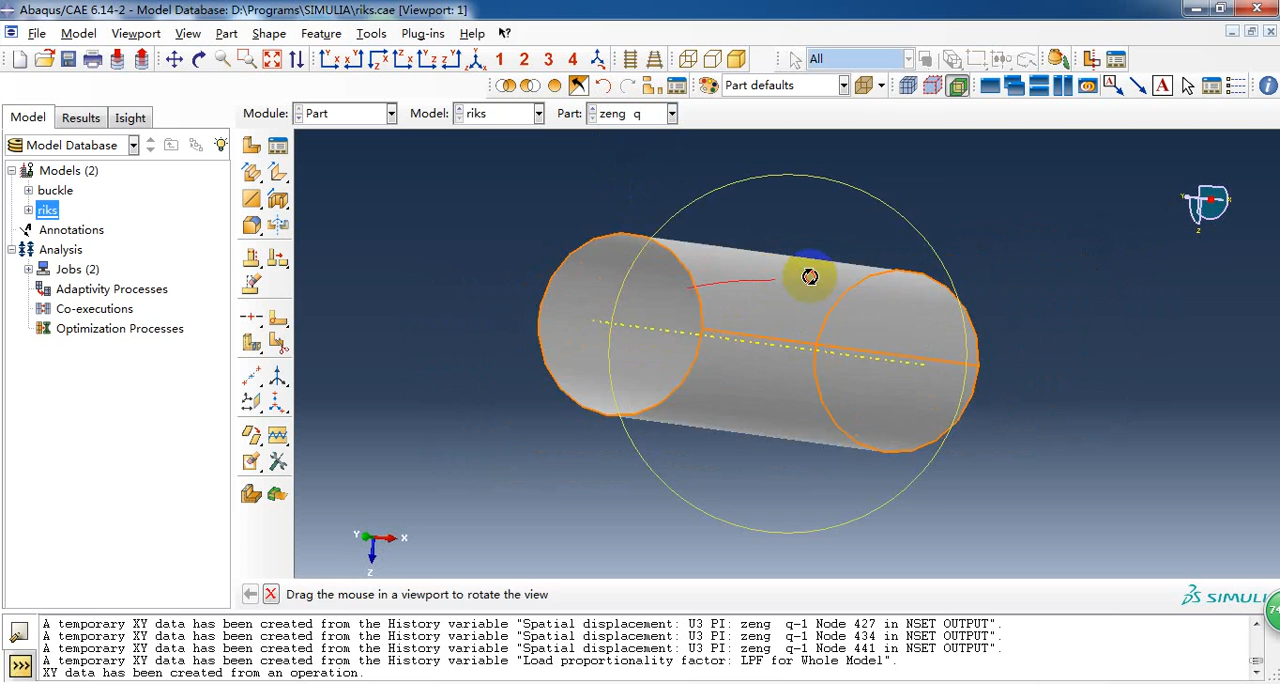 Abaqus/CAE 6.14-2 - Model Database: D:\Programs\SIMULIA\riks.cae [Viewport: 1]
File Model Viewport View Part Shape Feature Tools Plug-ins Help
1 2 3 4 All
Part defaults
Model Results Isight Module: Part Model: riks Part: zeng q
Model Database
Models (2)
buckle
riks
Annotations
Analysis
Jobs (2)
Adaptivity Processes
Co-executions
Optimization Processes
Y X
Z
Y X
Z
Drag the mouse in a viewport to rotate the view
SIMULI
74
A temporary XY data has been created from the History variable "Spatial displacement: U3 PI: zeng q-1 Node 427 in NSET OUTPUT".
A temporary XY data has been created from the History variable "Spatial displacement: U3 PI: zeng q-1 Node 434 in NSET OUTPUT".
A temporary XY data has been created from the History variable "Spatial displacement: U3 PI: zeng q-1 Node 441 in NSET OUTPUT".
A temporary XY data has been created from the History variable "Load proportionality factor: LPF for Whole Model".
XY data has been created from an operation.